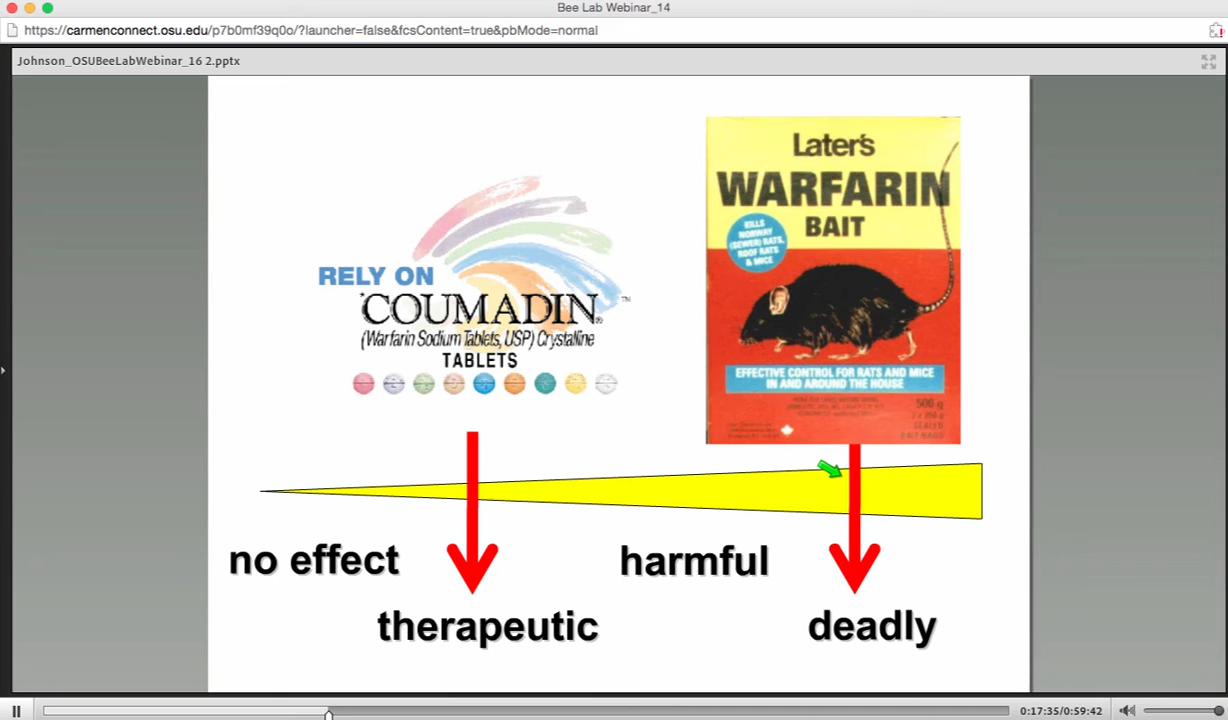 Bee Lab Webinar_14
https://carmenconnect.osu.edu/p7b0mf39q0o/?launcher=false&fcsContent=true&pbMode=normal
Johnson_OSUBeeLabWebinar_16 2.pptx
RELY ON
COUMADIN®
TM
(Warfarin Sodium Tablets, USP) Crystalline
TABLETS
Later's
WARFARIN
BAIT
KILLS
NORWAY
(SEWER) RATS,
ROOF RATS
& MICE
EFFECTIVE CONTROL FOR RATS AND MICE
IN AND AROUND THE HOUSE
500 g
no effect
harmful
therapeutic
deadly
0:17:35/0:59:42